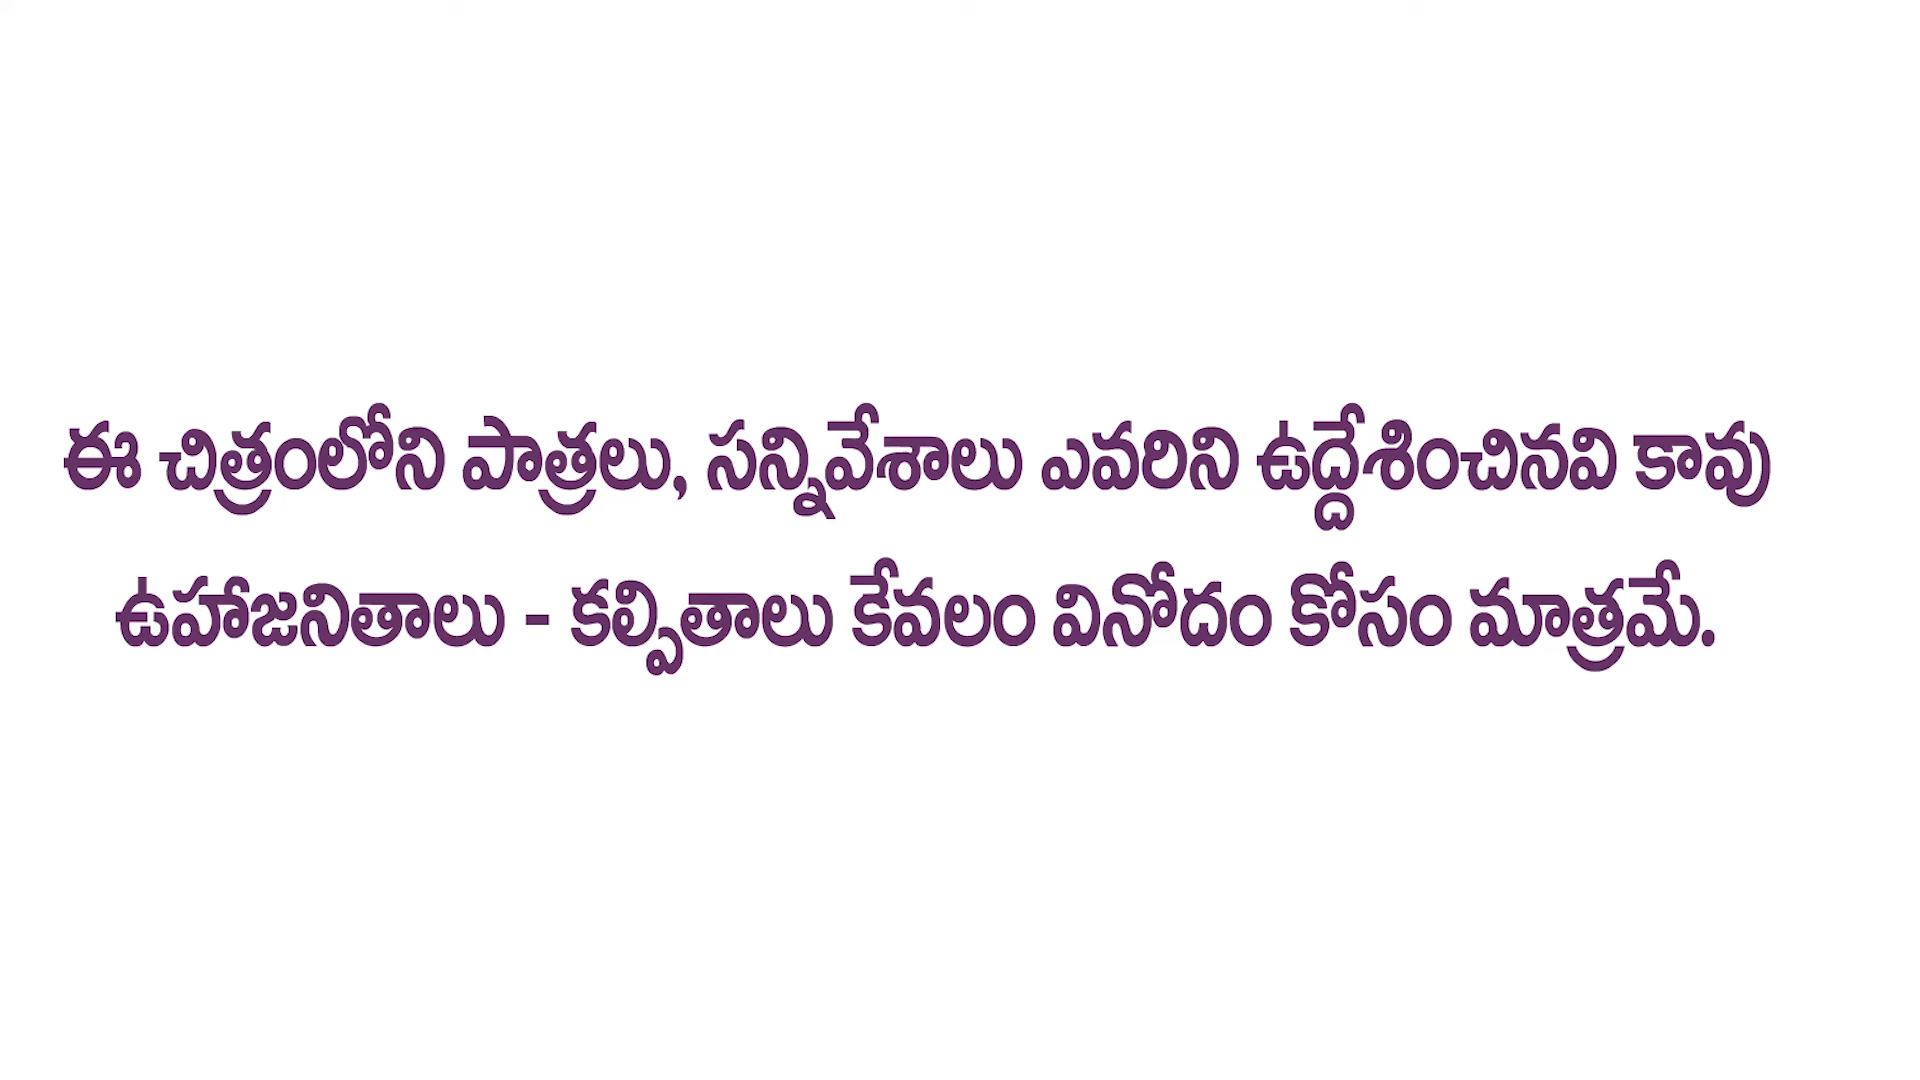 ఈ చిత్రంలోని పాత్రలు, సన్నివేశాలు ఎవరిని ఉద్దేశించినవి కావు
ఉహాజనితాలు - కల్పితాలు కేవలం వినోదం కోసం మాత్రమే.